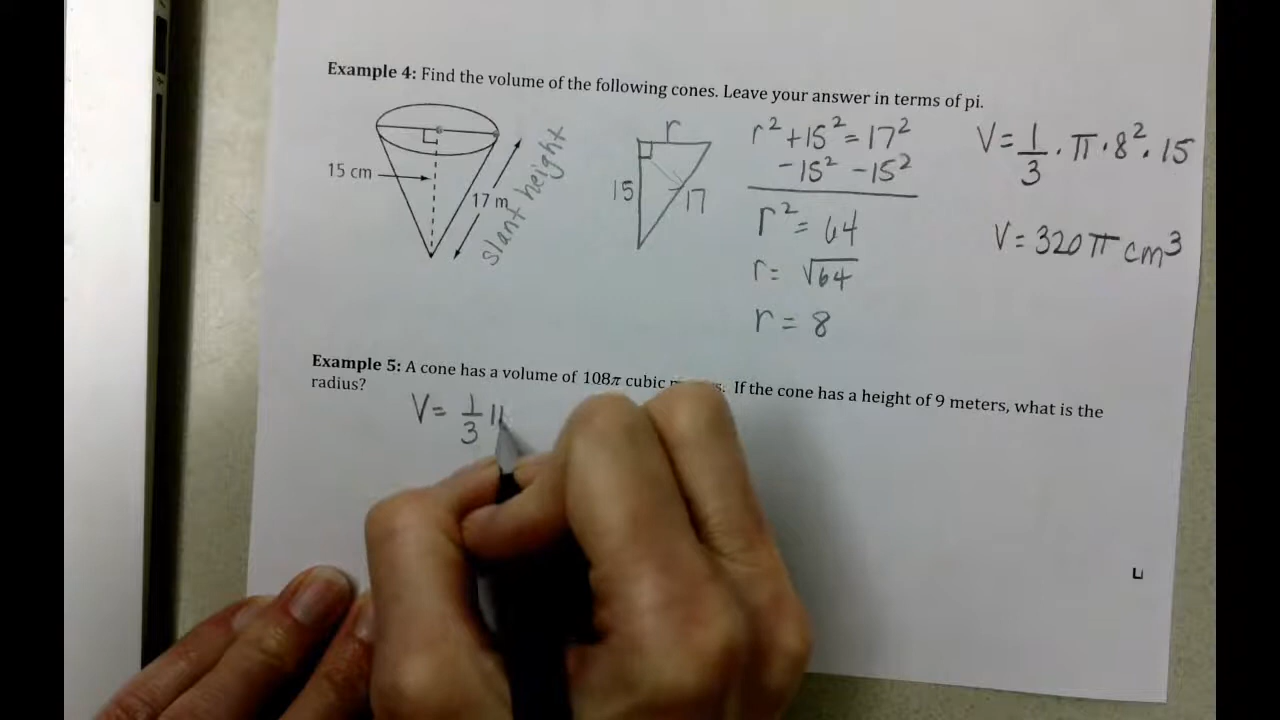 Example 4: Find the volume of the following cones. Leave your answer in terms of pi.
15 cm
17 m
slant height
r
15
17
r² + 15² = 17²
-15² -15²
r² = 64
r = √64
r = 8
V = 1/3 · π · 8² · 15
V = 320π cm³
Example 5: A cone has a volume of 108π cubic If the cone has a height of 9 meters, what is the
radius?
V = 1/3